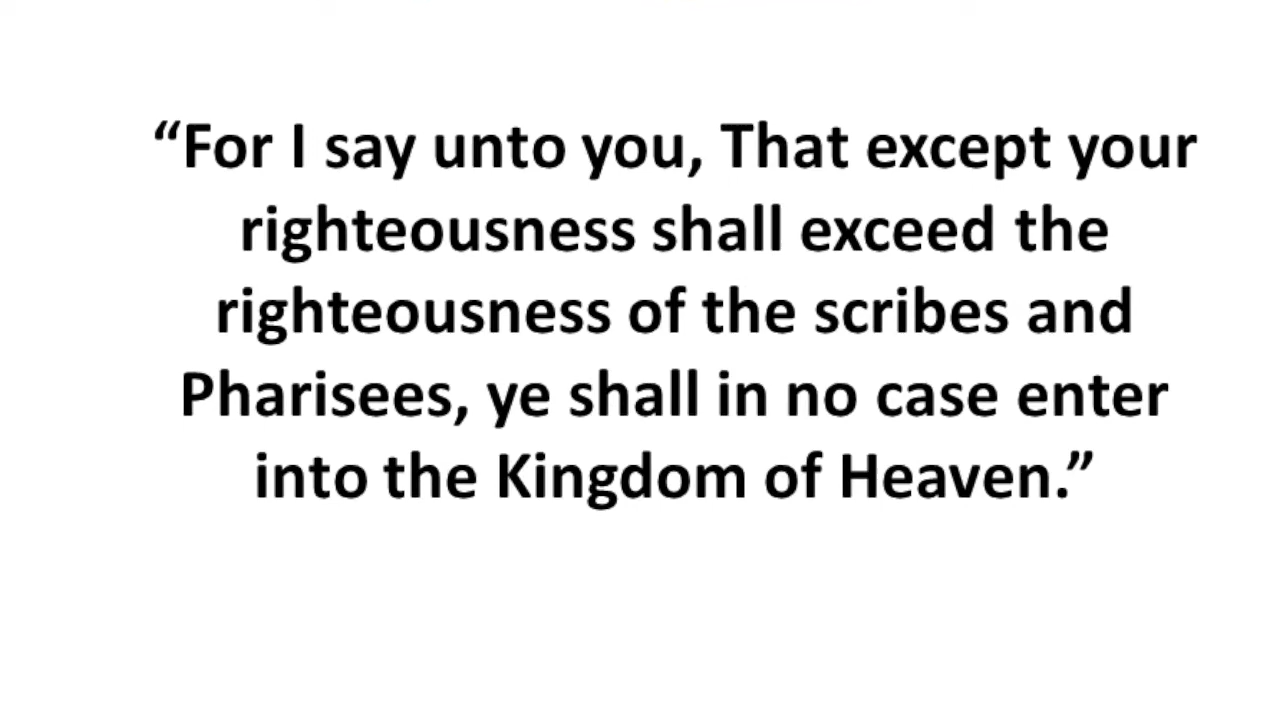 “For I say unto you, That except your
righteousness shall exceed the
righteousness of the scribes and
Pharisees, ye shall in no case enter
into the Kingdom of Heaven.”